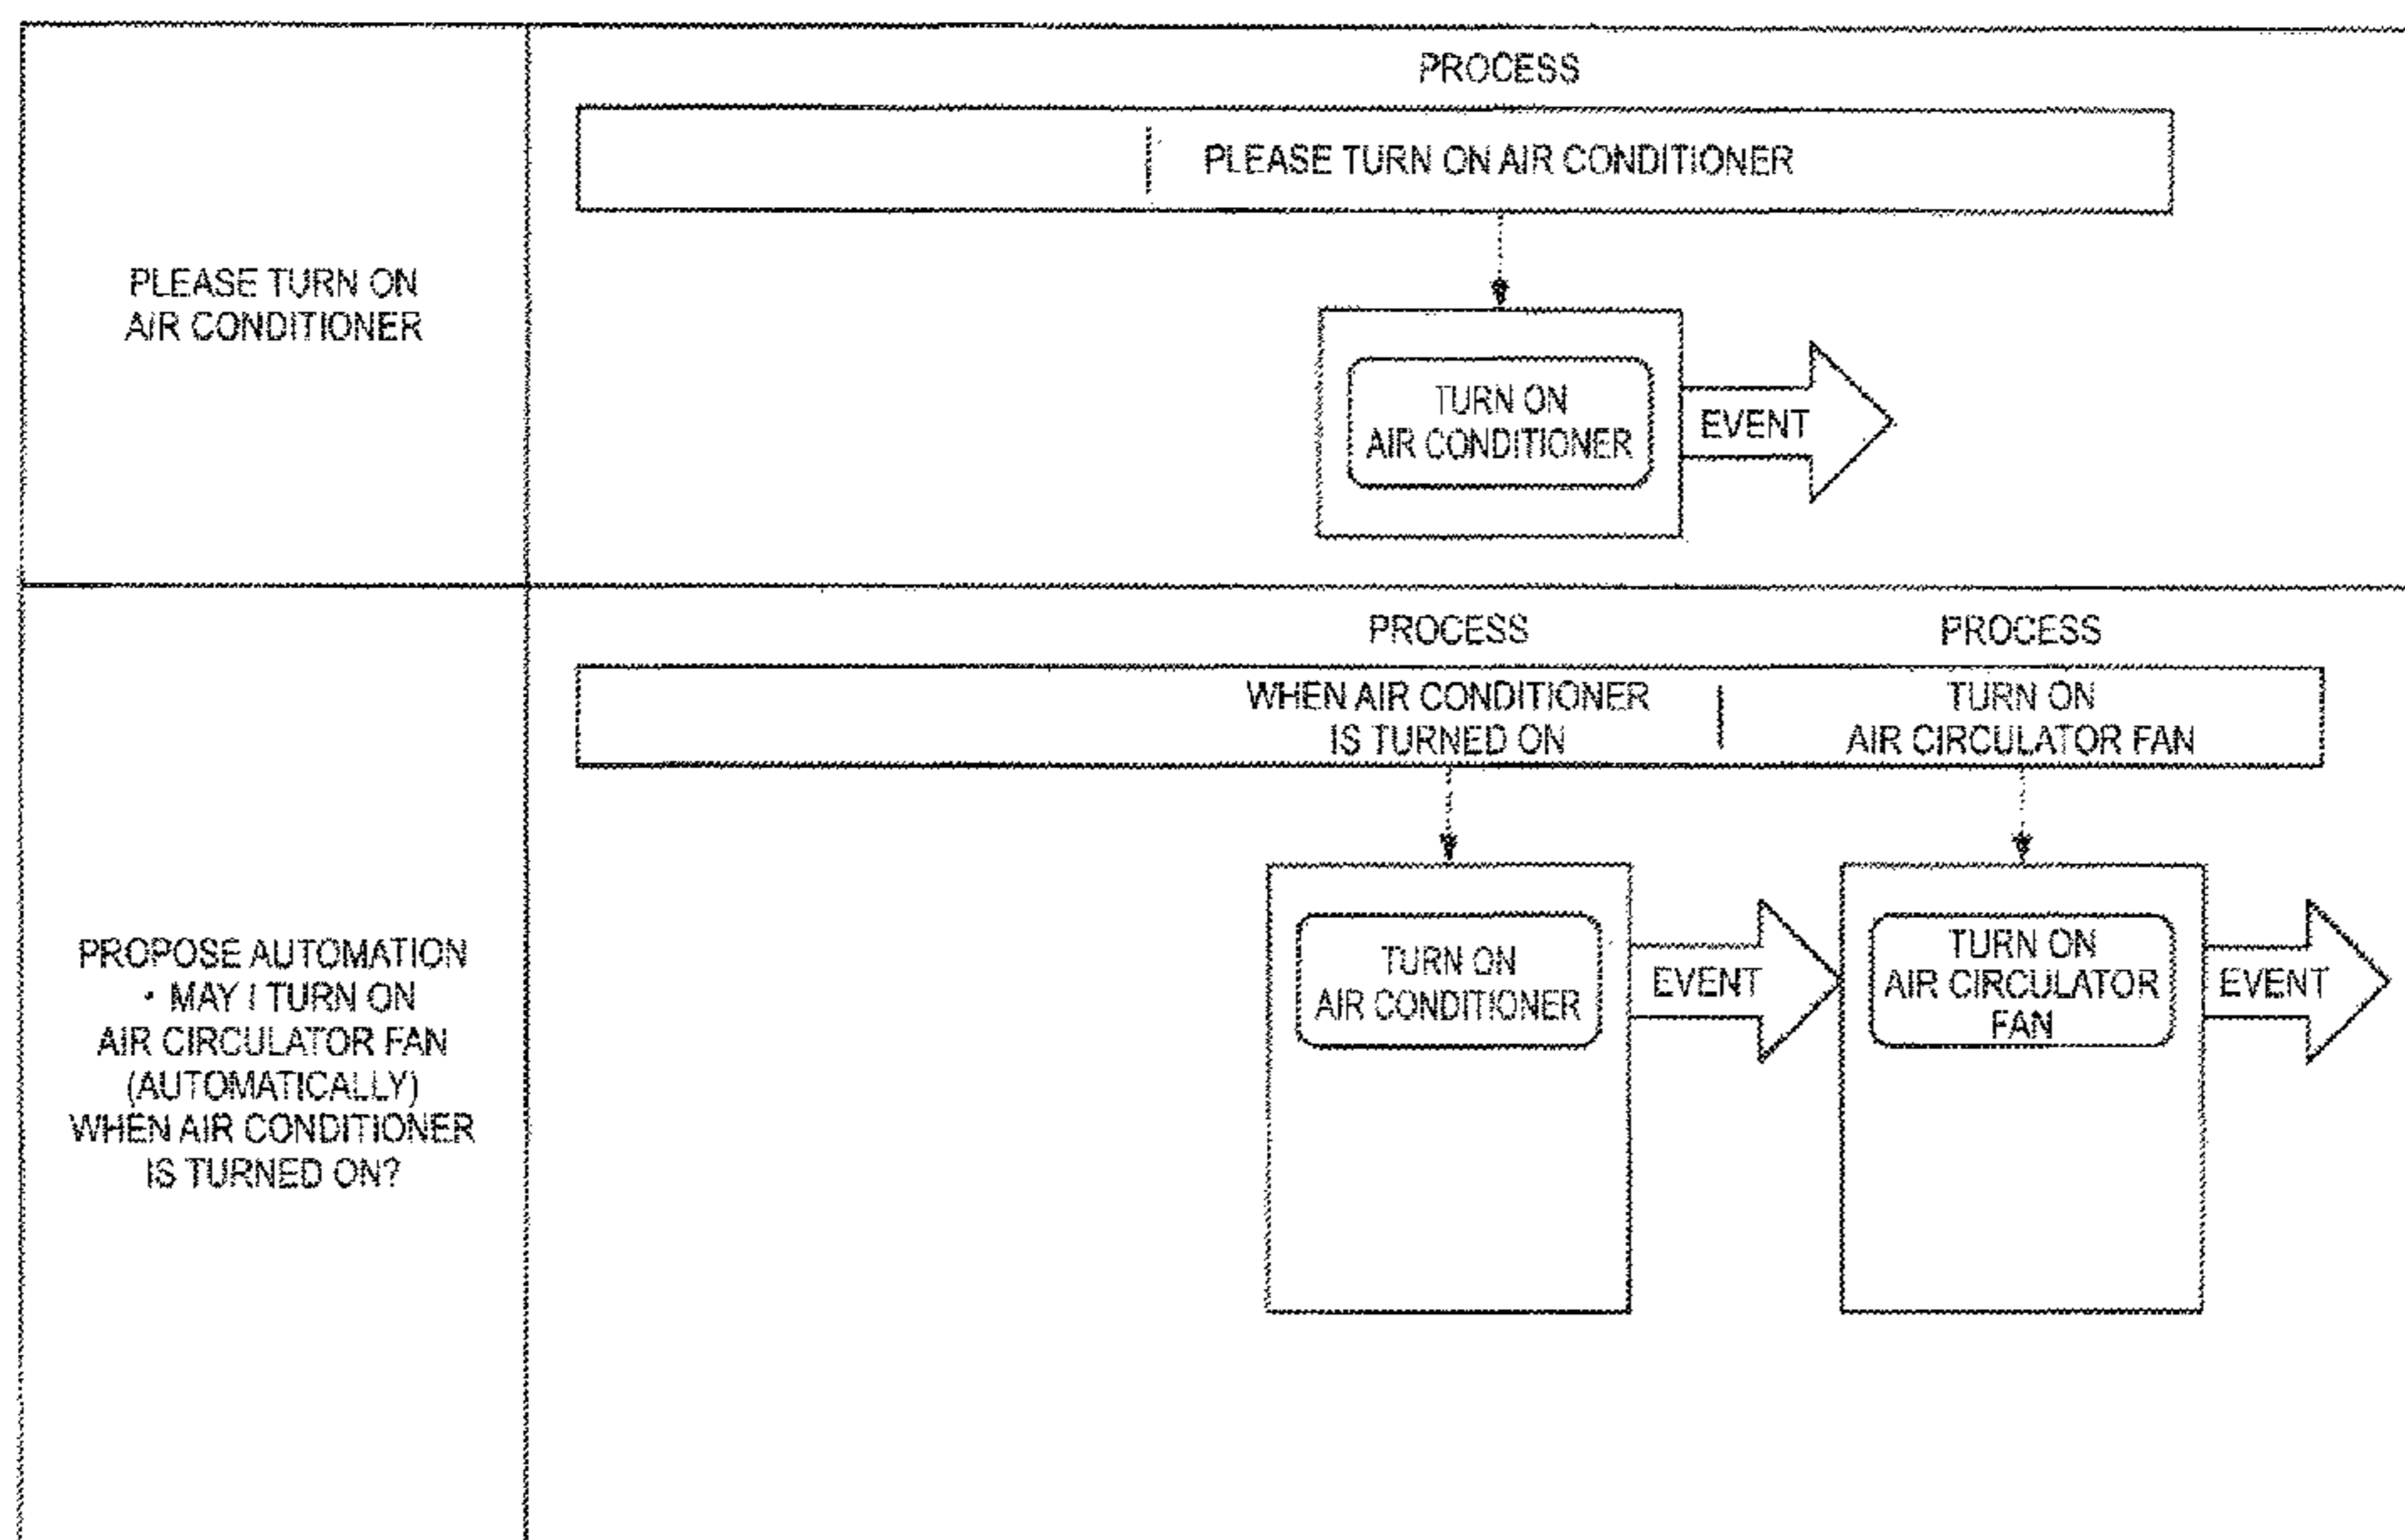 PLEASE TURN ON
AIR CONDITIONER
PROCESS
PLEASE TURN ON AIR CONDITIONER
TURN ON
AIR CONDITIONER
EVENT
PROPOSE AUTOMATION
・MAY I TURN ON
AIR CIRCULATOR FAN
(AUTOMATICALLY)
WHEN AIR CONDITIONER
IS TURNED ON?
PROCESS
PROCESS
WHEN AIR CONDITIONER
IS TURNED ON
TURN ON
AIR CIRCULATOR FAN
TURN ON
AIR CONDITIONER
EVENT
TURN ON
AIR CIRCULATOR
FAN
EVENT